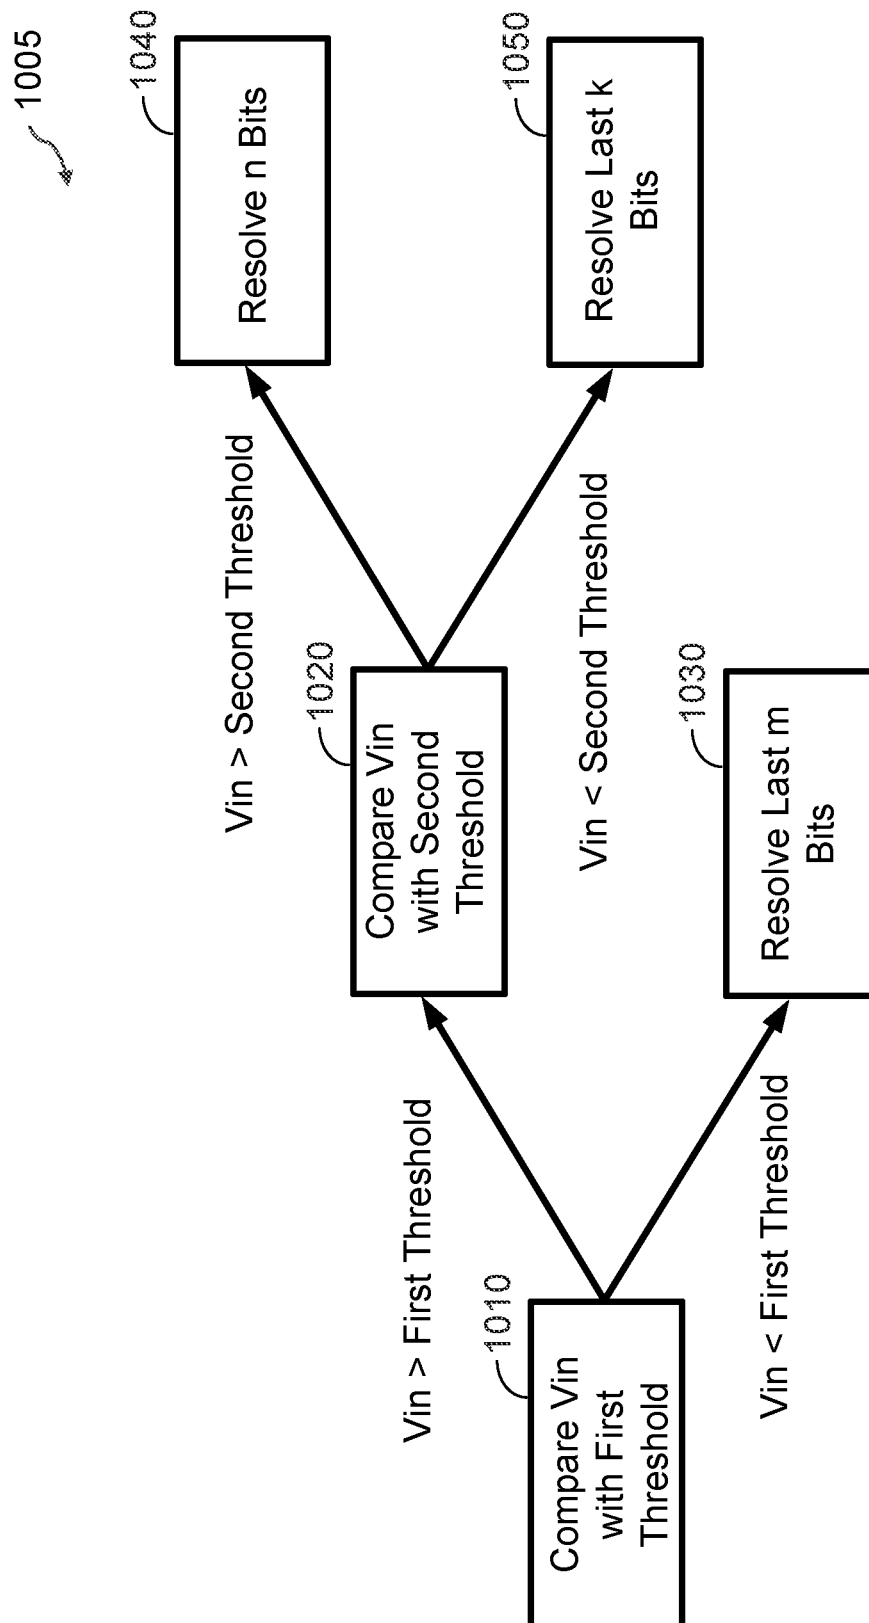 1005
1010
Compare Vin
with First
Threshold
Vin > First Threshold
Vin < First Threshold
1020
Compare Vin
with Second
Threshold
1030
Resolve Last m
Bits
Vin > Second Threshold
Vin < Second Threshold
1040
Resolve n Bits
1050
Resolve Last k
Bits